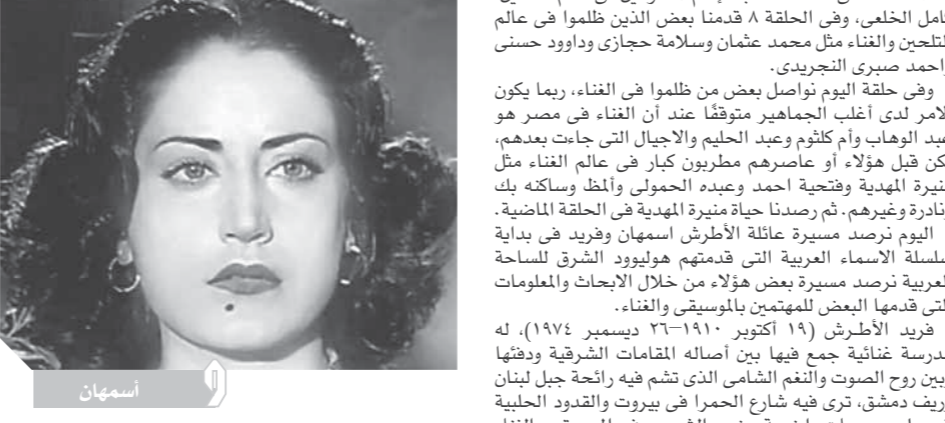 كامل الخلعى، وفى الحلقة ٨ قدمنا بعض الذين ظلموا فى عالم
التلحين والغناء مثل محمد عثمان وسلامة حجازى وداوود حسنى
واحمد صبرى النجريدى.
وفى حلقة اليوم نواصل بعض من ظلموا فى الغناء، ربما يكون
الامر لدى أغلب الجماهير متوقفًا عند أن الغناء فى مصر هو
عبد الوهاب وأم كلثوم وعبد الحليم والاجيال التى جاءت بعدهم،
لكن قبل هؤلاء أو عاصرهم مطربون كبار فى عالم الغناء مثل
منيرة المهدية وفتحية احمد وعبده الحمولى وألمظ وساكنه بك
ونادرة وغيرهم. ثم رصدنا حياة منيرة المهدية فى الحلقة الماضية.
اليوم نرصد مسيرة عائلة الأطرش اسمهان وفريد فى بداية
سلسلة الاسماء العربية التى قدمتهم هوليوود الشرق للساحة
العربية نرصد مسيرة بعض هؤلاء من خلال الابحاث والمعلومات
التى قدمها البعض للمهتمين بالموسيقى والغناء.
فريد الأطرش (١٩ أكتوبر ١٩١٠–٢٦ ديسمبر ١٩٧٤)، له
مدرسة غنائية جمع فيها بين أصاله المقامات الشرقية ودفئها
وبين روح الصوت والنغم الشامى الذى تشم فيه رائحة جبل لبنان
وريف دمشق، ترى فيه شارع الحمرا فى بيروت والقدود الحلبية
أسمهان